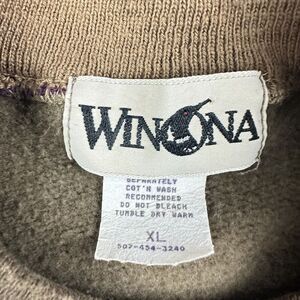 WINONA
SEPARATELY
COT'N WASH
RECOMMENDED
DO NOT BLEACH
TUMBLE DRY WARM
XL
507-454-3240